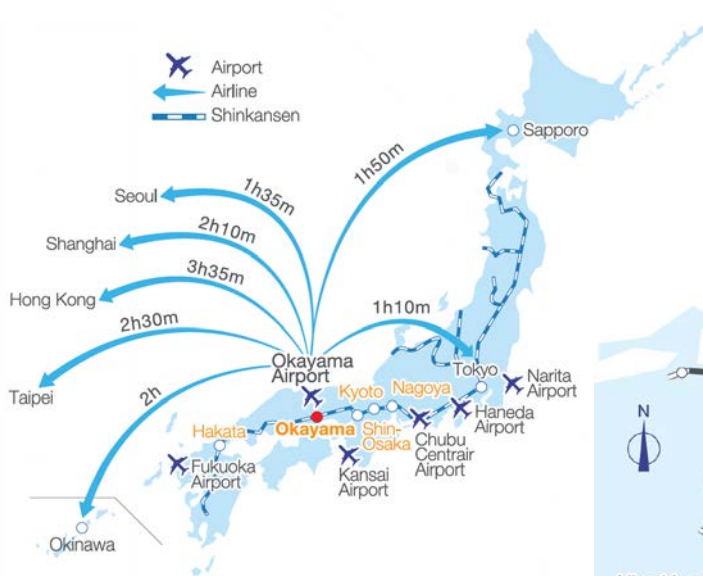 Airport
Airline
Shinkansen
Sapporo
1h50m
Seoul
1h35m
Shanghai
2h10m
Hong Kong
3h35m
Taipei
2h30m
2h
1h10m
Okayama
Airport
Tokyo
Narita
Airport
Kyoto
Nagoya
Haneda
Airport
Hakata
Okayama
Shin-
Osaka
Chubu
Centrair
Airport
Fukuoka
Airport
Kansai
Airport
Okinawa
N